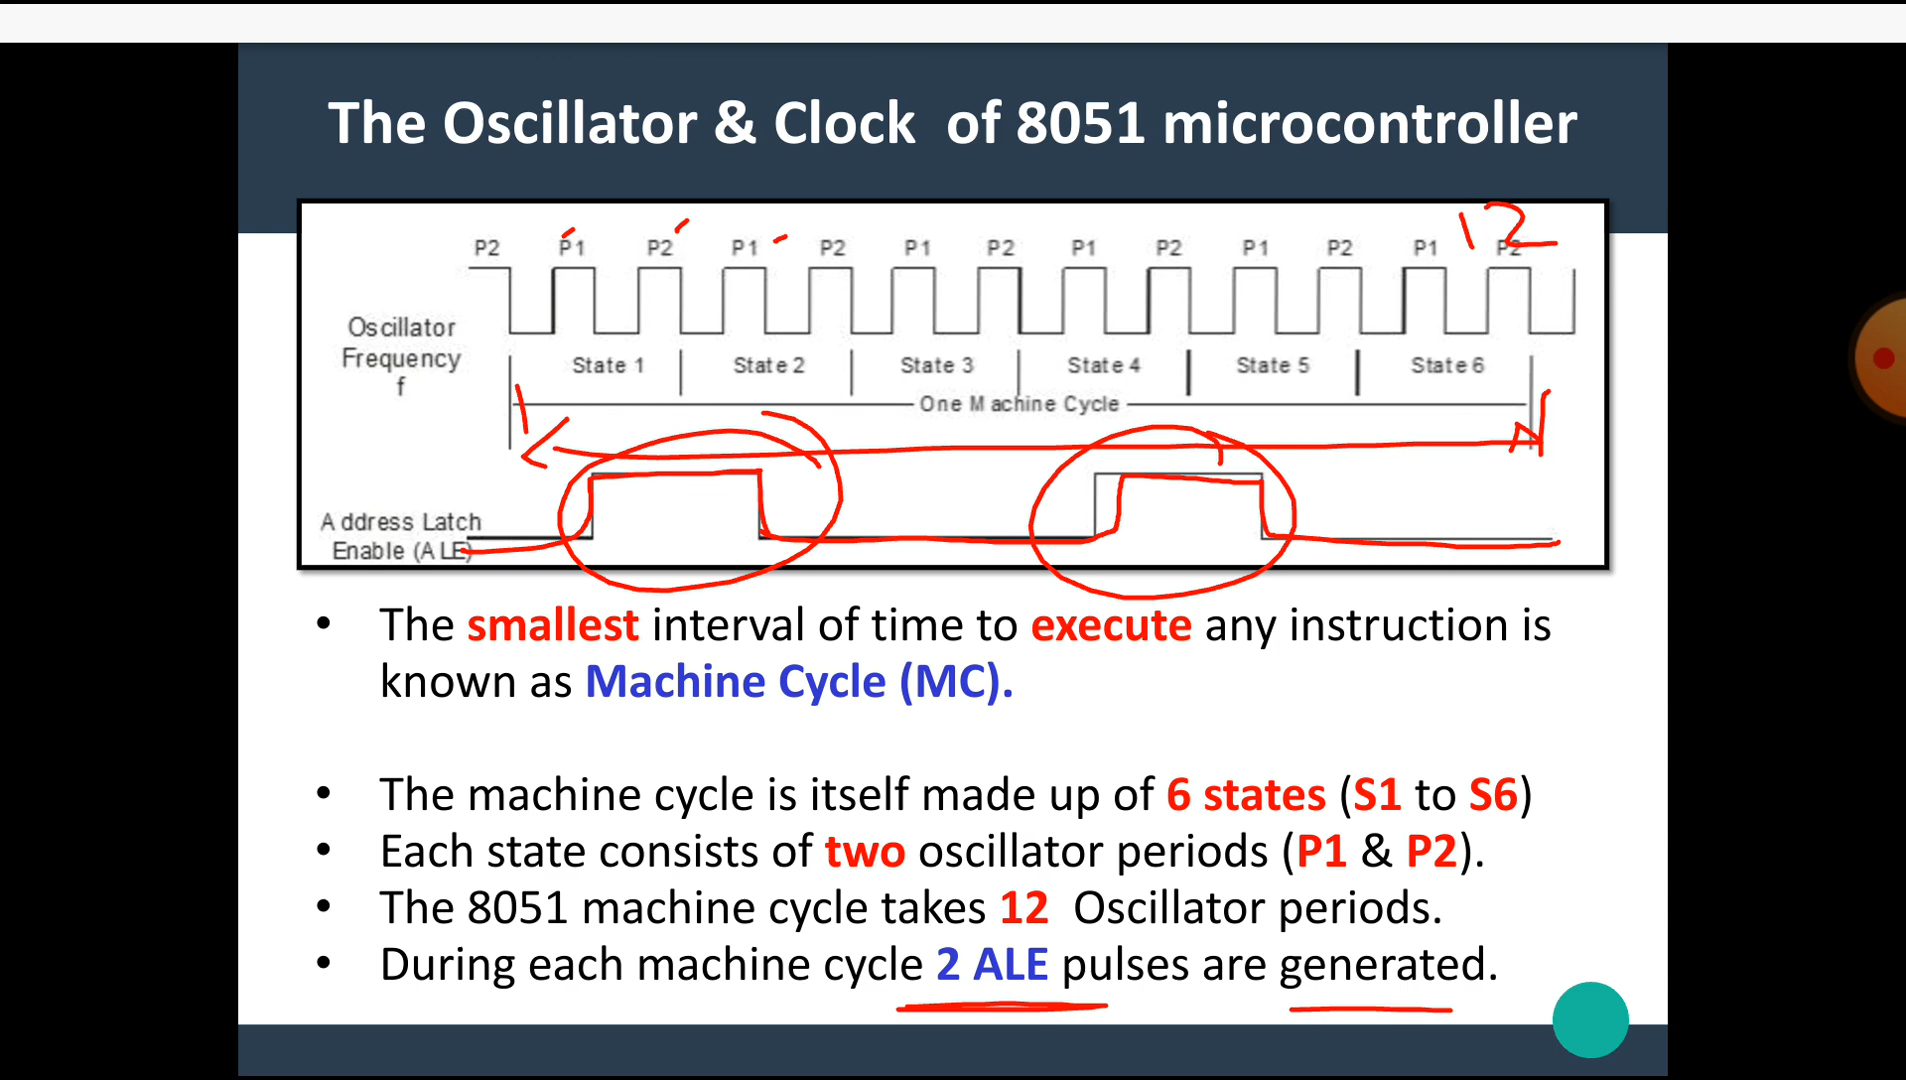 The Oscillator & Clock of 8051 microcontroller
12
P2 P1 P2 P1 P2 P1 P2 P1 P2 P1 P2 P1 P2
Oscillator
Frequency
f
State 1 State 2 State 3 State 4 State 5 State 6
One Machine Cycle
Address Latch
Enable (ALE)
• The smallest interval of time to execute any instruction is
known as Machine Cycle (MC).
• The machine cycle is itself made up of 6 states (S1 to S6)
• Each state consists of two oscillator periods (P1 & P2).
• The 8051 machine cycle takes 12 Oscillator periods.
• During each machine cycle 2 ALE pulses are generated.